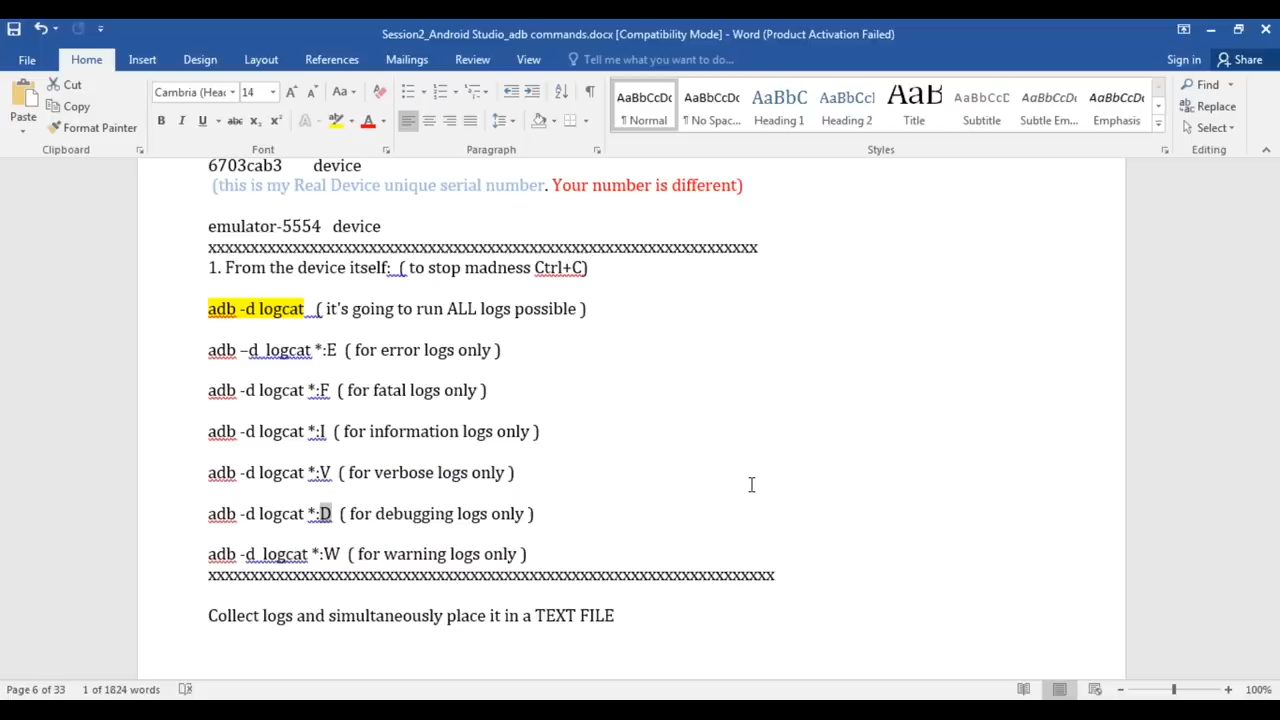 Session2_Android Studio_adb commands.docx [Compatibility Mode] - Word (Product Activation Failed)
File Home Insert Design Layout References Mailings Review View Tell me what you want to do... Sign in Share
Paste
Cut
Copy
Format Painter
Clipboard
Cambria (Head 14
Aa
B I U abc x₂ x² A A
Font
Paragraph
AaBbCcDc AaBbCcDc AaBbC AaBbCcC AaB AaBbCcD AaBbCcDc AaBbCcDc
¶ Normal ¶ No Spac... Heading 1 Heading 2 Title Subtitle Subtle Em... Emphasis
Styles
Find
Replace
Select
Editing
6703cab3 device
(this is my Real Device unique serial number. Your number is different)
emulator-5554 device
xxxxxxxxxxxxxxxxxxxxxxxxxxxxxxxxxxxxxxxxxxxxxxxxxxxxxxxxxxxxxxxxx
1. From the device itself: ( to stop madness Ctrl+C)
adb -d logcat ( it's going to run ALL logs possible )
adb –d logcat *:E ( for error logs only )
adb -d logcat *:F ( for fatal logs only )
adb -d logcat *:I ( for information logs only )
adb -d logcat *:V ( for verbose logs only )
adb -d logcat *:D ( for debugging logs only )
adb -d logcat *:W ( for warning logs only )
xxxxxxxxxxxxxxxxxxxxxxxxxxxxxxxxxxxxxxxxxxxxxxxxxxxxxxxxxxxxxxxxxxx
Collect logs and simultaneously place it in a TEXT FILE
Page 6 of 33 1 of 1824 words 100%